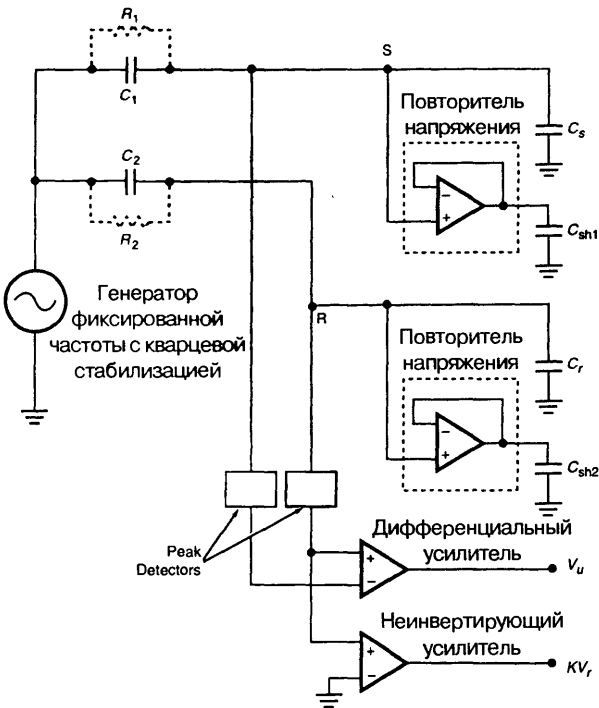 R₁
C₁
S
Повторитель
напряжения
−
+
Cₛ
Csh1
C₂
R₂
Генератор
фиксированной
частоты с кварцевой
стабилизацией
R
Повторитель
напряжения
−
+
Cᵣ
Csh2
Peak
Detectors
Дифференциальный
усилитель
+
−
Vᵤ
Неинвертирующий
усилитель
+
−
KVᵣ